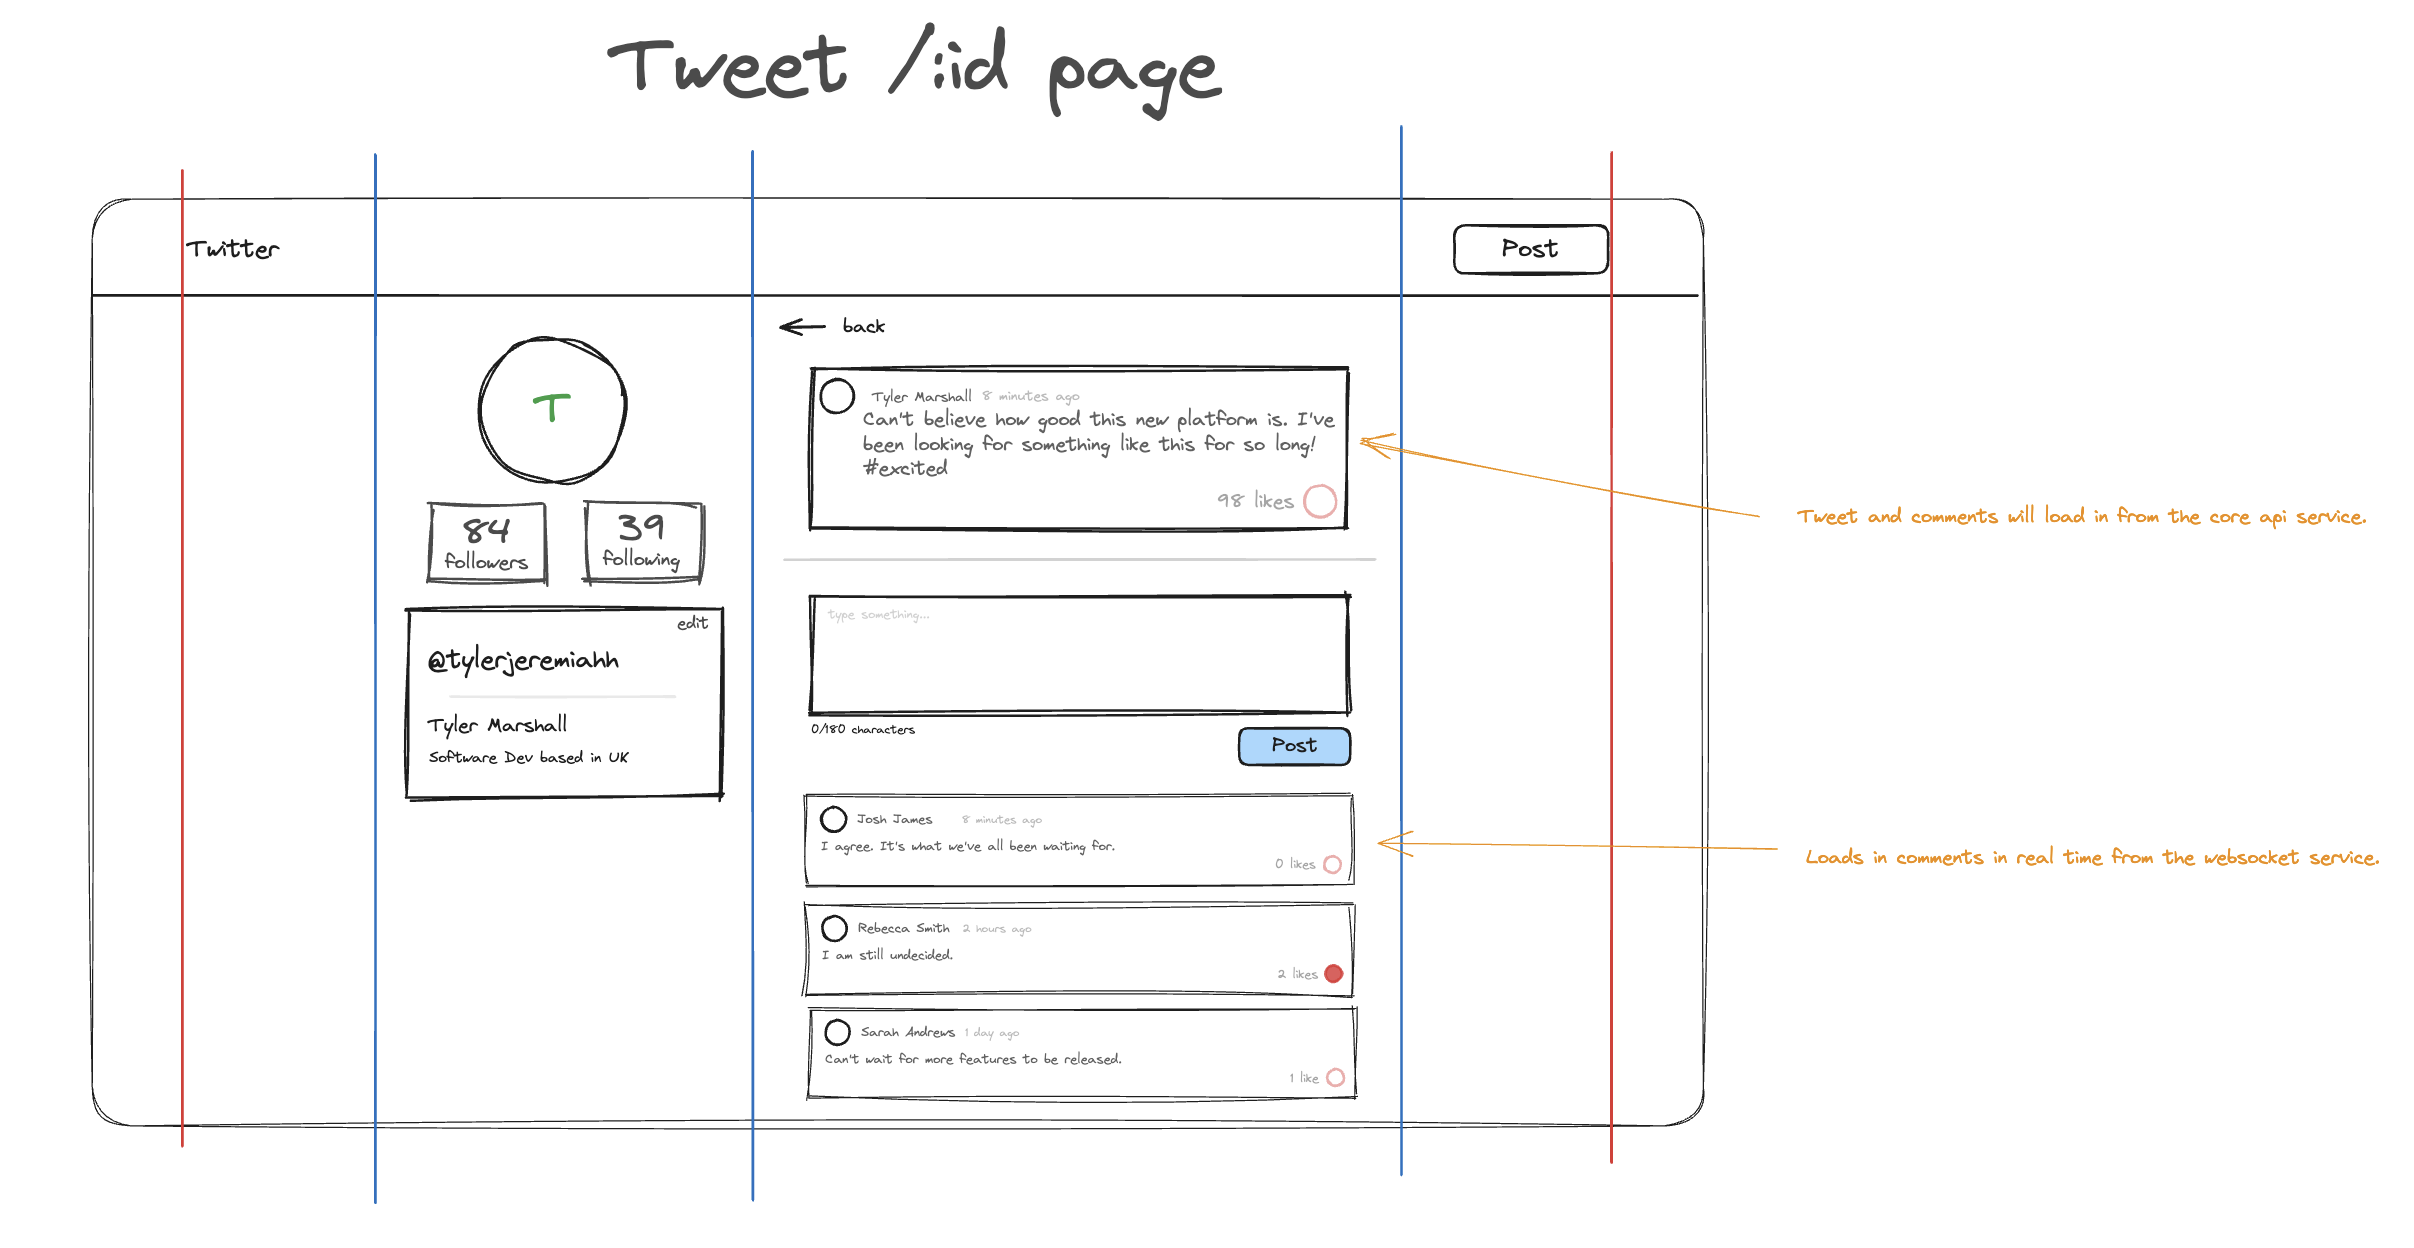 Tweet /:id page
Twitter
Post
back
T
84
followers
39
following
edit
@tylerjeremiahh
Tyler Marshall
Software Dev based in UK
Tyler Marshall 8 minutes ago
Can't believe how good this new platform is. I've
been looking for something like this for so long!
#excited
98 likes
type something...
0/180 characters
Post
Josh James 8 minutes ago
I agree. It's what we've all been waiting for.
0 likes
Rebecca Smith 2 hours ago
I am still undecided.
2 likes
Sarah Andrews 1 day ago
Can't wait for more features to be released.
1 like
Tweet and comments will load in from the core api service.
Loads in comments in real time from the websocket service.